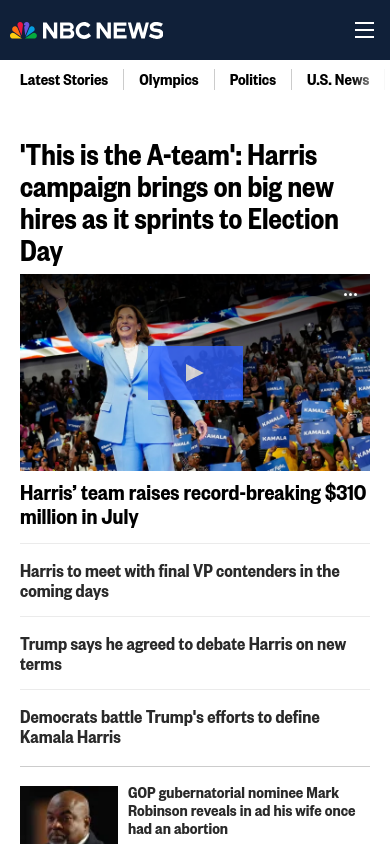 NBC NEWS
Latest Stories
Olympics
Politics
U.S. News
'This is the A-team': Harris
campaign brings on big new
hires as it sprints to Election
Day
KAMALA
KAMALA
KAMALA
KAMALA
Harris’ team raises record-breaking $310
million in July
Harris to meet with final VP contenders in the
coming days
Trump says he agreed to debate Harris on new
terms
Democrats battle Trump's efforts to define
Kamala Harris
GOP gubernatorial nominee Mark
Robinson reveals in ad his wife once
had an abortion